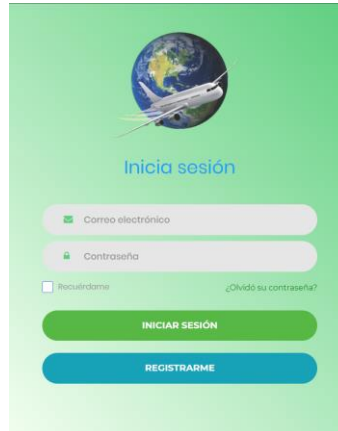 Inicia sesión
Correo electrónico
Contraseña
Recuérdame ¿Olvidó su contraseña?
INICIAR SESIÓN
REGISTRARME